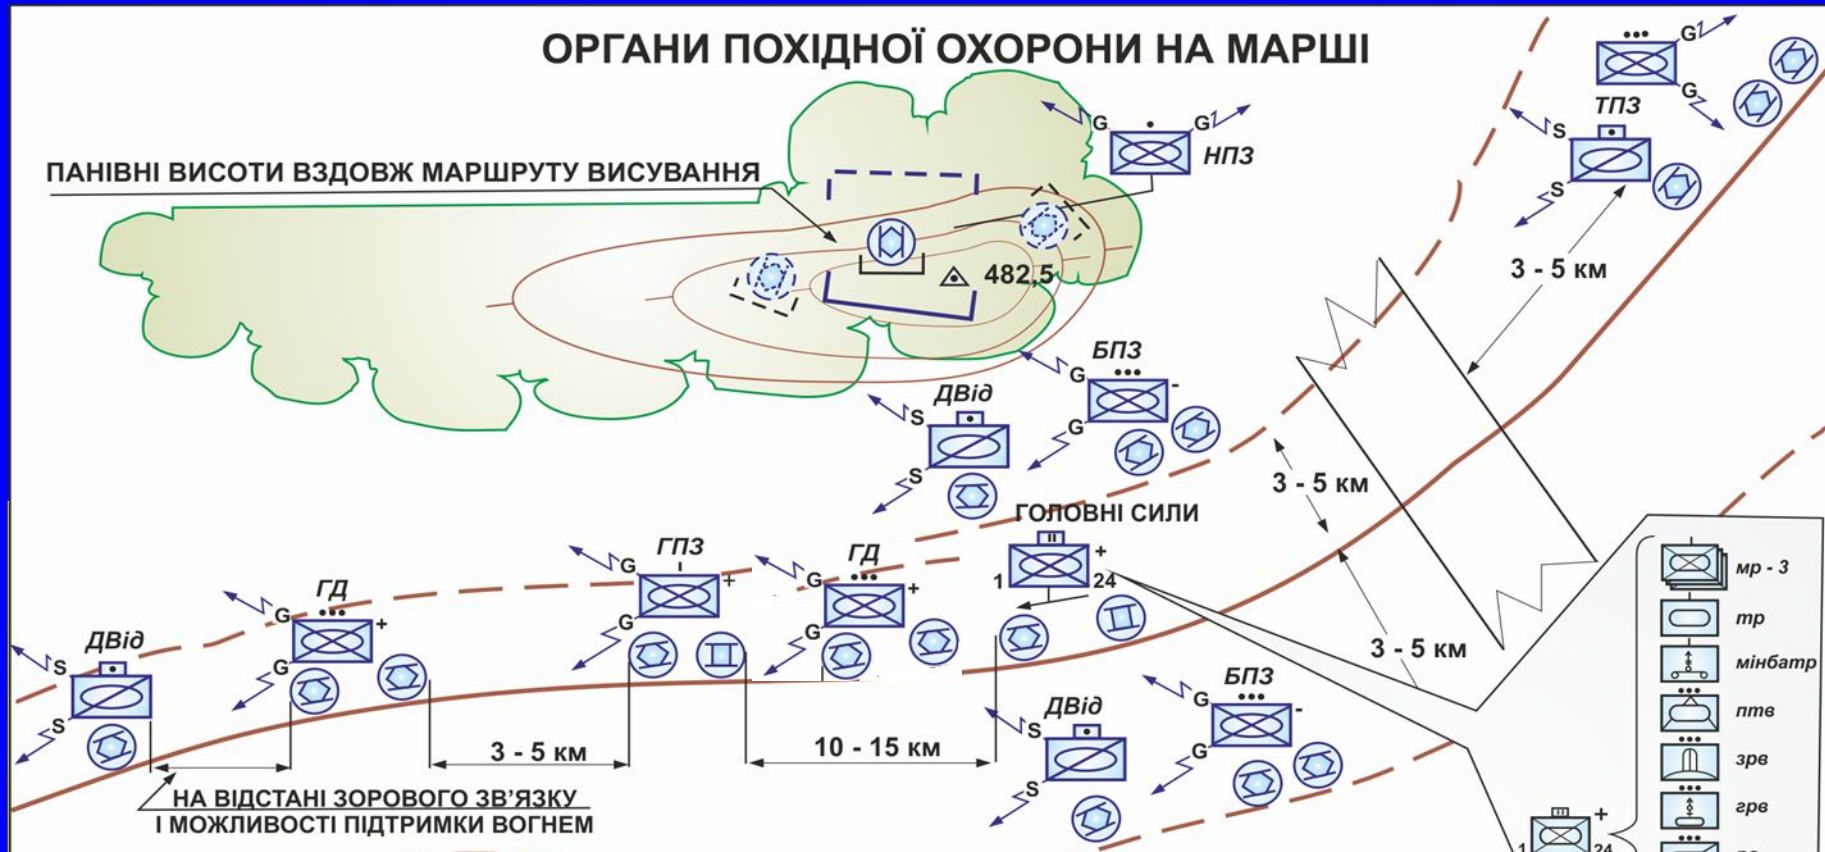 ОРГАНИ ПОХІДНОЇ ОХОРОНИ НА МАРШІ
G
G
ТПЗ
S
S
G
G
НПЗ
ПАНІВНІ ВИСОТИ ВЗДОВЖ МАРШРУТУ ВИСУВАННЯ
482,5
3 - 5 км
БПЗ
G
G
-
ДВід
S
S
3 - 5 км
ГОЛОВНІ СИЛИ
+
1
24
ГПЗ
G
G
+
ГД
G
G
+
ГД
G
G
+
ДВід
S
S
3 - 5 км
БПЗ
G
G
-
ДВід
S
S
3 - 5 км
10 - 15 км
НА ВІДСТАНІ ЗОРОВОГО ЗВ'ЯЗКУ
І МОЖЛИВОСТІ ПІДТРИМКИ ВОГНЕМ
мр - 3
тр
мінбатр
птв
зрв
грв
+
1
24